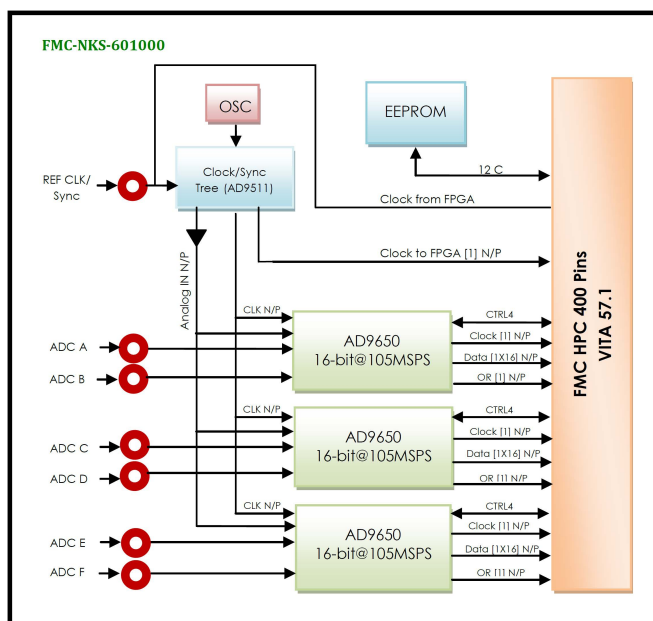 FMC-NKS-601000
OSC
EEPROM
REF CLK/
Sync
Clock/Sync
Tree (AD9511)
12 C
Clock from FPGA
Clock to FPGA [1] N/P
Analog IN N/P
FMC HPC 400 Pins
VITA 57.1
CLK N/P
ADC A
ADC B
AD9650
16-bit@105MSPS
CTRL4
Clock [1] N/P
Data [1X16] N/P
OR [1] N/P
CLK N/P
ADC C
ADC D
AD9650
16-bit@105MSPS
CTRL4
Clock [1] N/P
Data [1X16] N/P
OR [1] N/P
CLK N/P
ADC E
ADC F
AD9650
16-bit@105MSPS
CTRL4
Clock [1] N/P
Data [1X16] N/P
OR [1] N/P